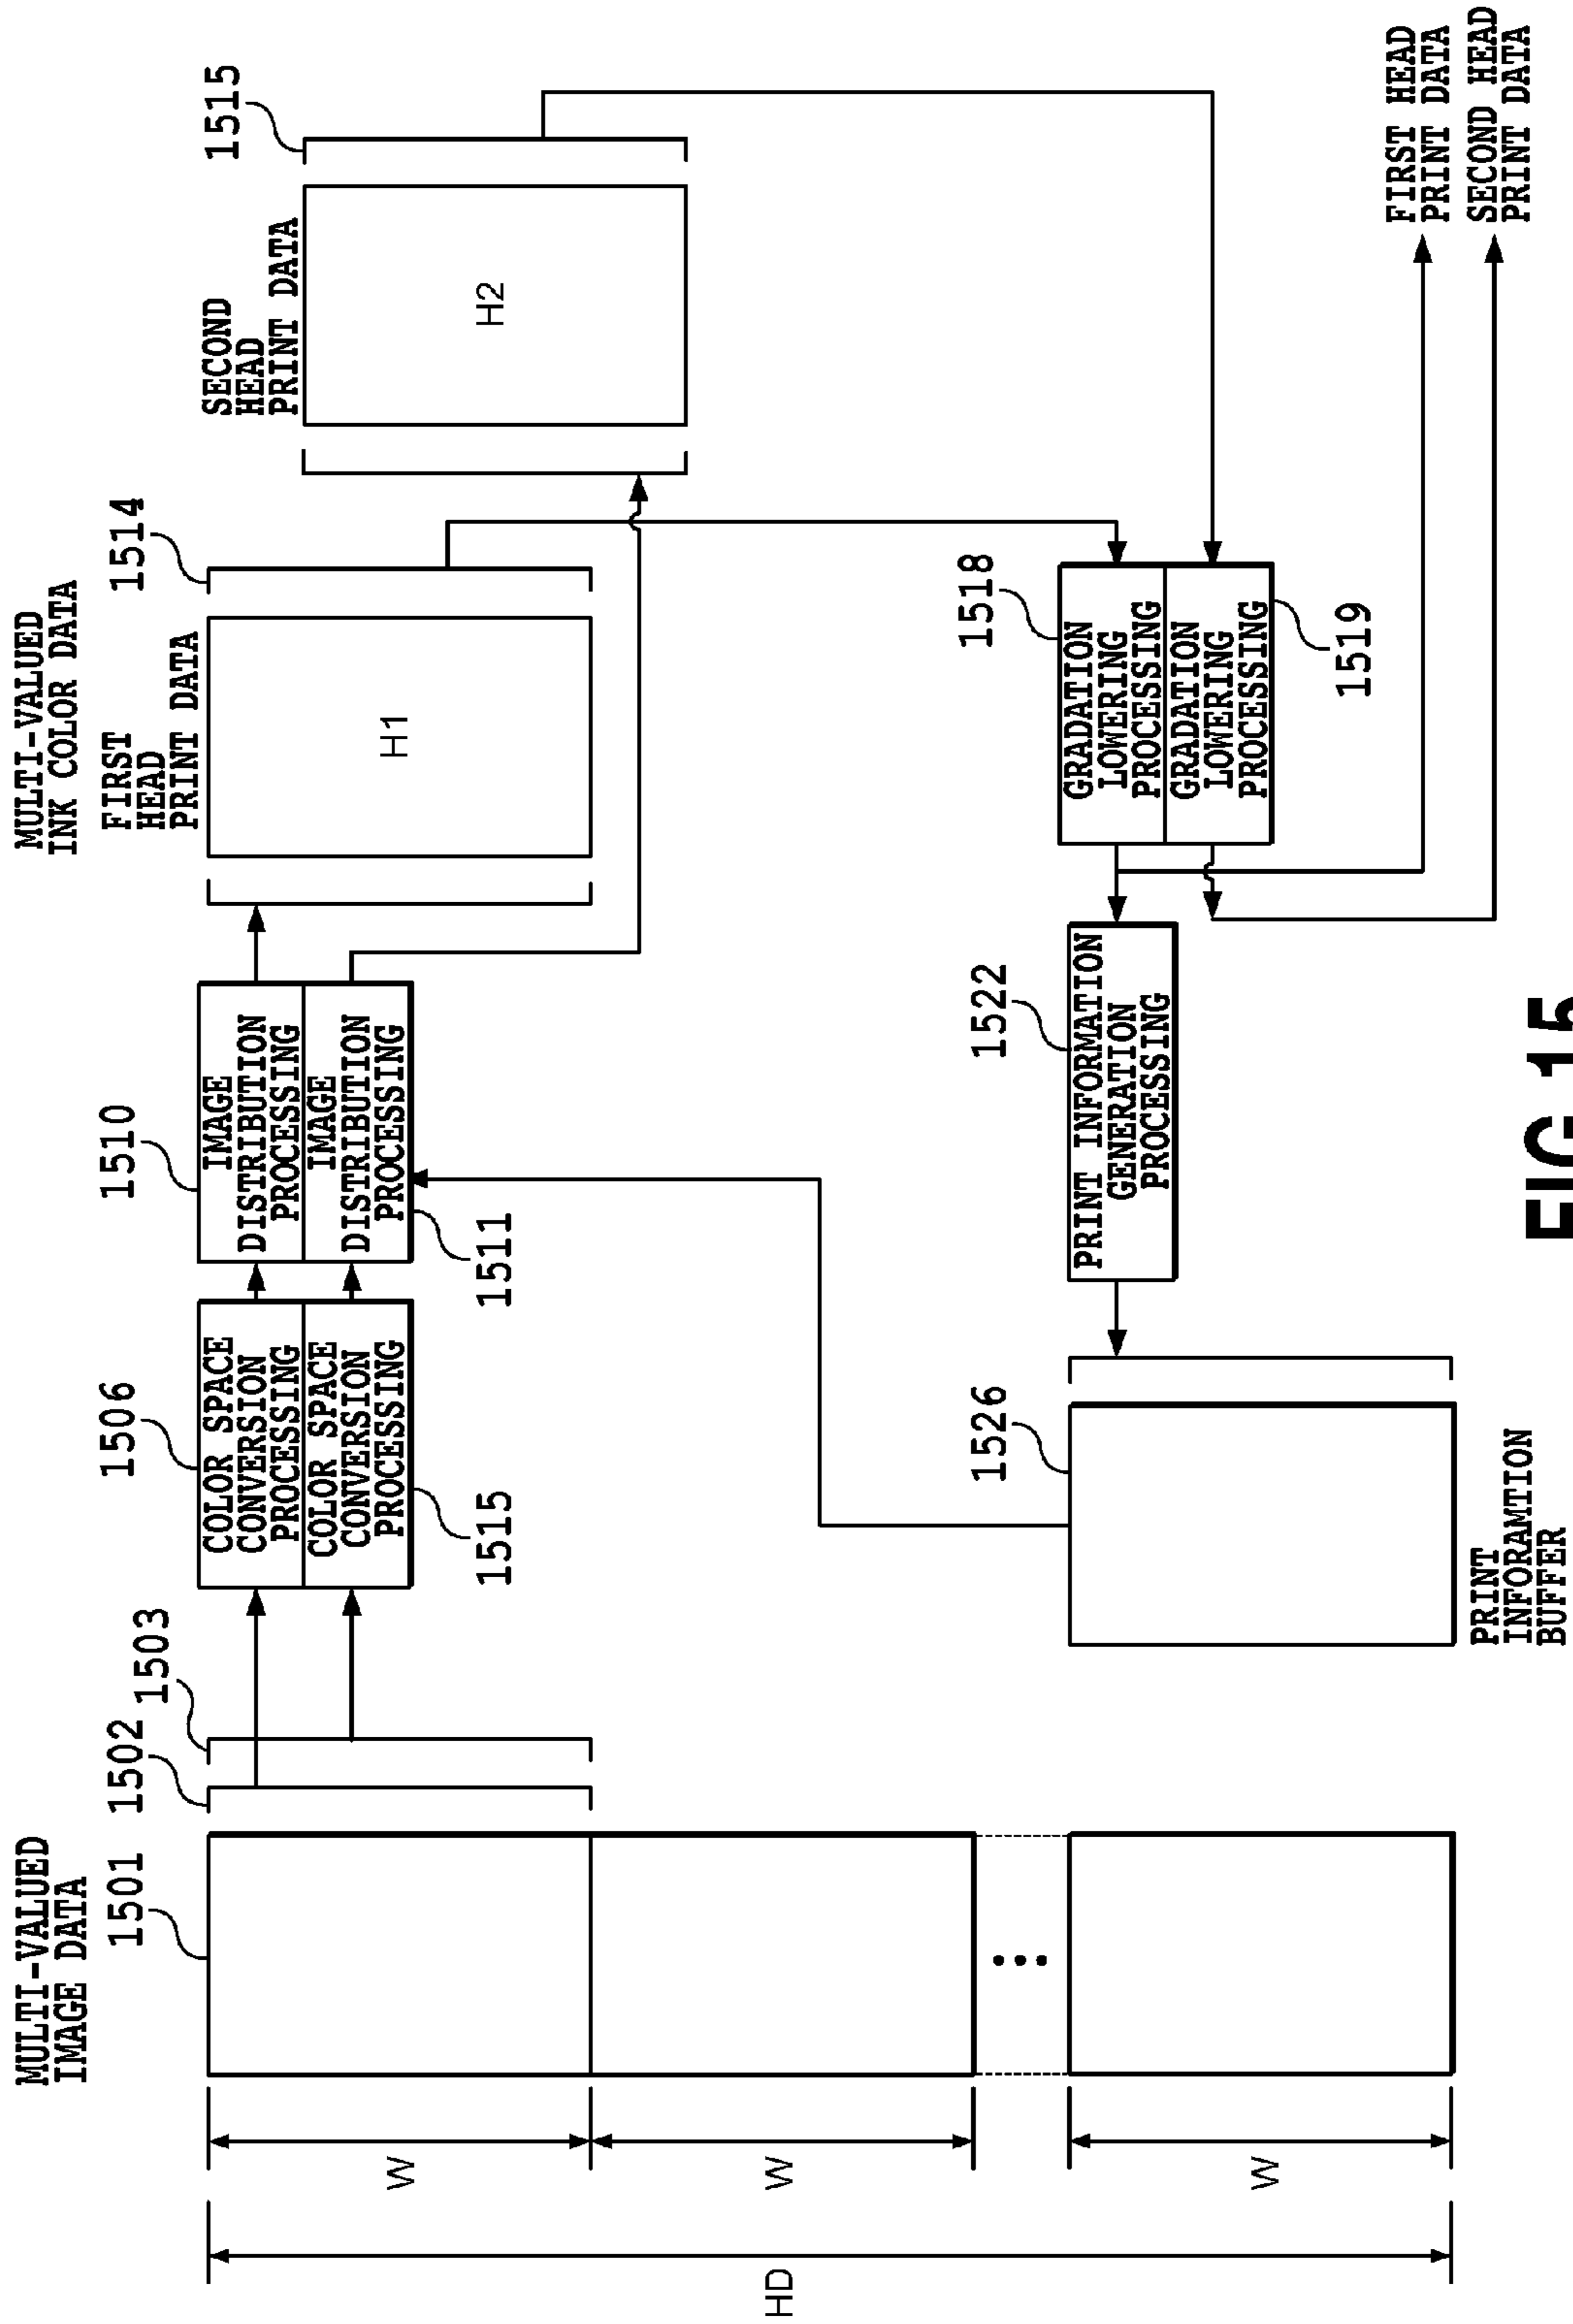 MULTI-VALUED
IMAGE DATA
1501
1502
1503
HD
W
W
W
1506
COLOR SPACE
CONVERSION
PROCESSING
COLOR SPACE
CONVERSION
PROCESSING
1515
1510
IMAGE
DISTRIBUTION
PROCESSING
IMAGE
DISTRIBUTION
PROCESSING
1511
MULTI-VALUED
INK COLOR DATA
FIRST
HEAD
PRINT DATA
1514
H1
SECOND
HEAD
PRINT DATA
1515
H2
1526
PRINT
INFORAMTION
BUFFER
1522
PRINT INFORMATION
GENERATION
PROCESSING
1518
GRADATION
LOWERING
PROCESSING
GRADATION
LOWERING
PROCESSING
1519
FIRST HEAD
PRINT DATA
SECOND HEAD
PRINT DATA
FIG.15